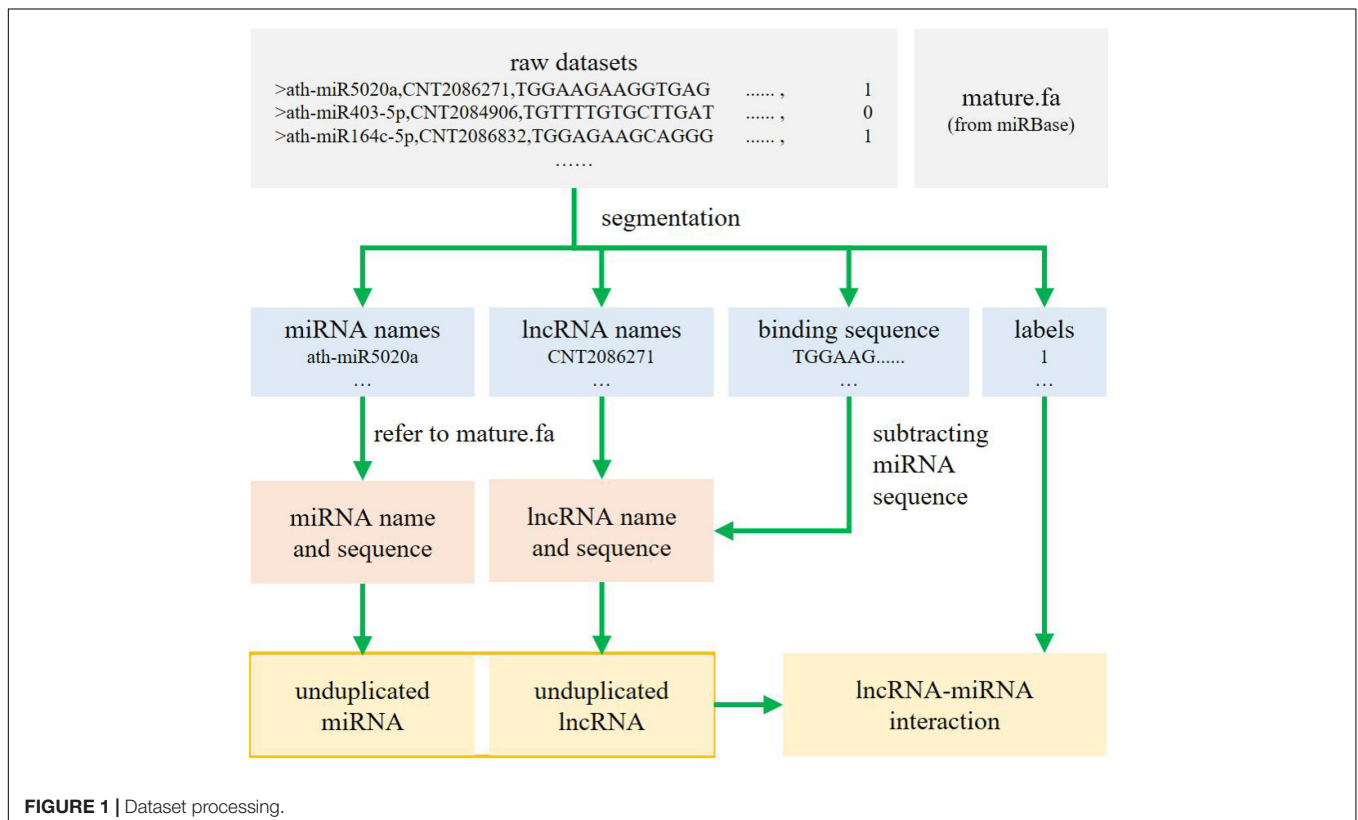 raw datasets
>ath-miR5020a,CNT2086271,TGGAAGAAGGTGAG ...... , 1
>ath-miR403-5p,CNT2084906,TGTTTTGTGCTTGAT ...... , 0
>ath-miR164c-5p,CNT2086832,TGGAGAAGCAGGG ...... , 1
......
mature.fa
(from miRBase)
segmentation
miRNA names
ath-miR5020a
...
lncRNA names
CNT2086271
...
binding sequence
TGGAAG......
...
labels
1
...
refer to mature.fa
subtracting
miRNA
sequence
miRNA name
and sequence
lncRNA name
and sequence
unduplicated
miRNA
unduplicated
lncRNA
lncRNA-miRNA
interaction
FIGURE 1 | Dataset processing.